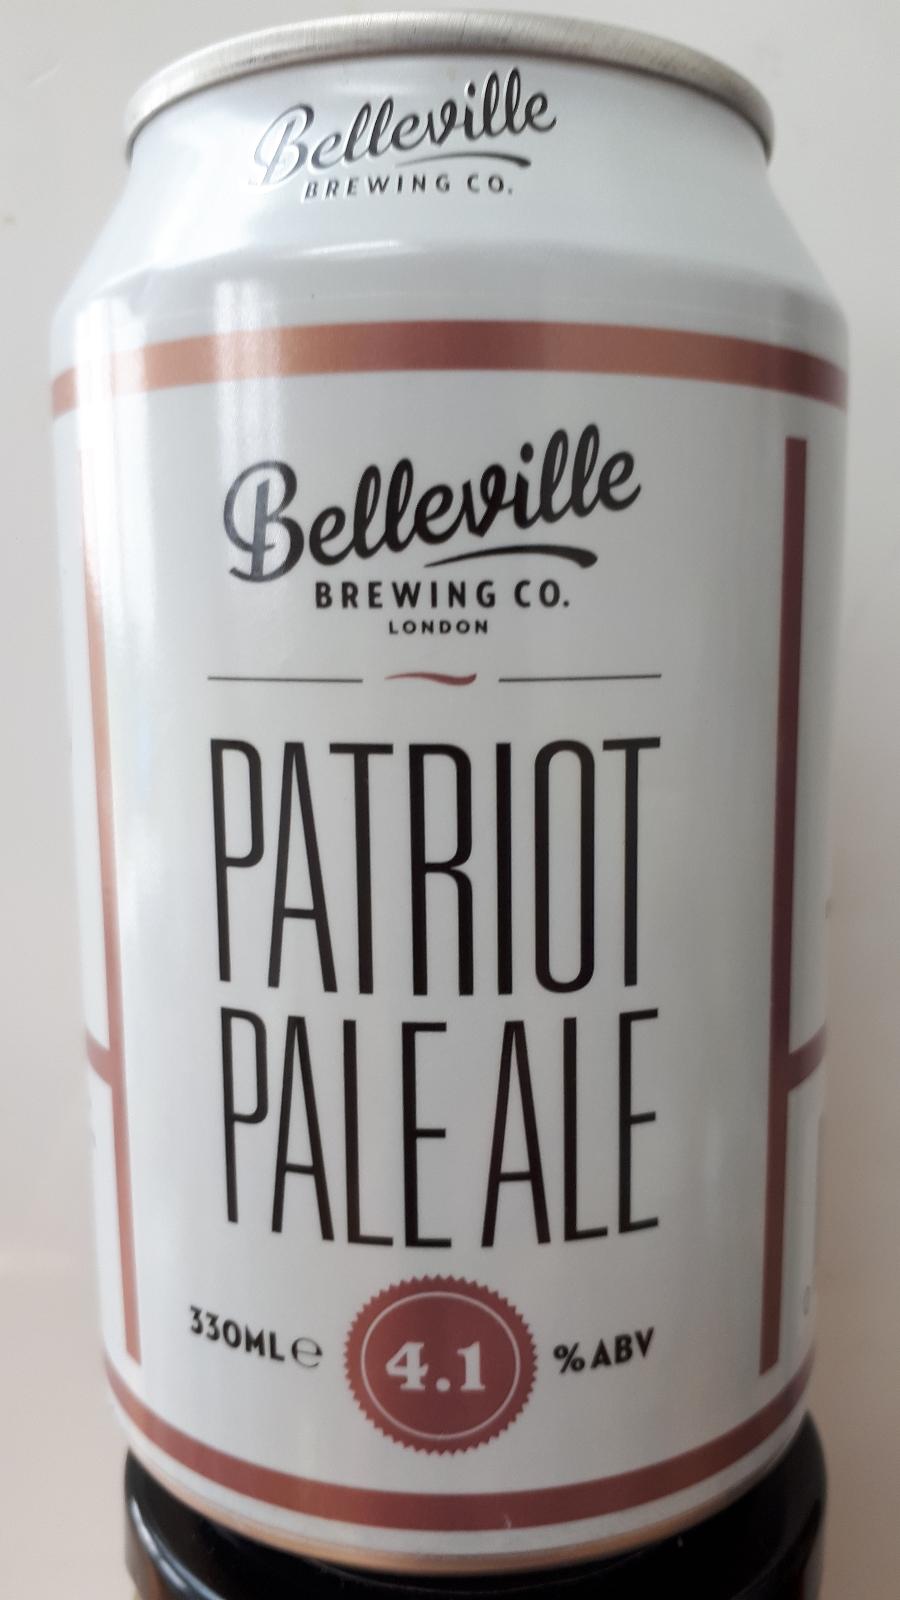 Belleville
BREWING CO.
Belleville
BREWING CO.
LONDON
PATRIOT
PALE ALE
330ML ℮ 4.1 % ABV